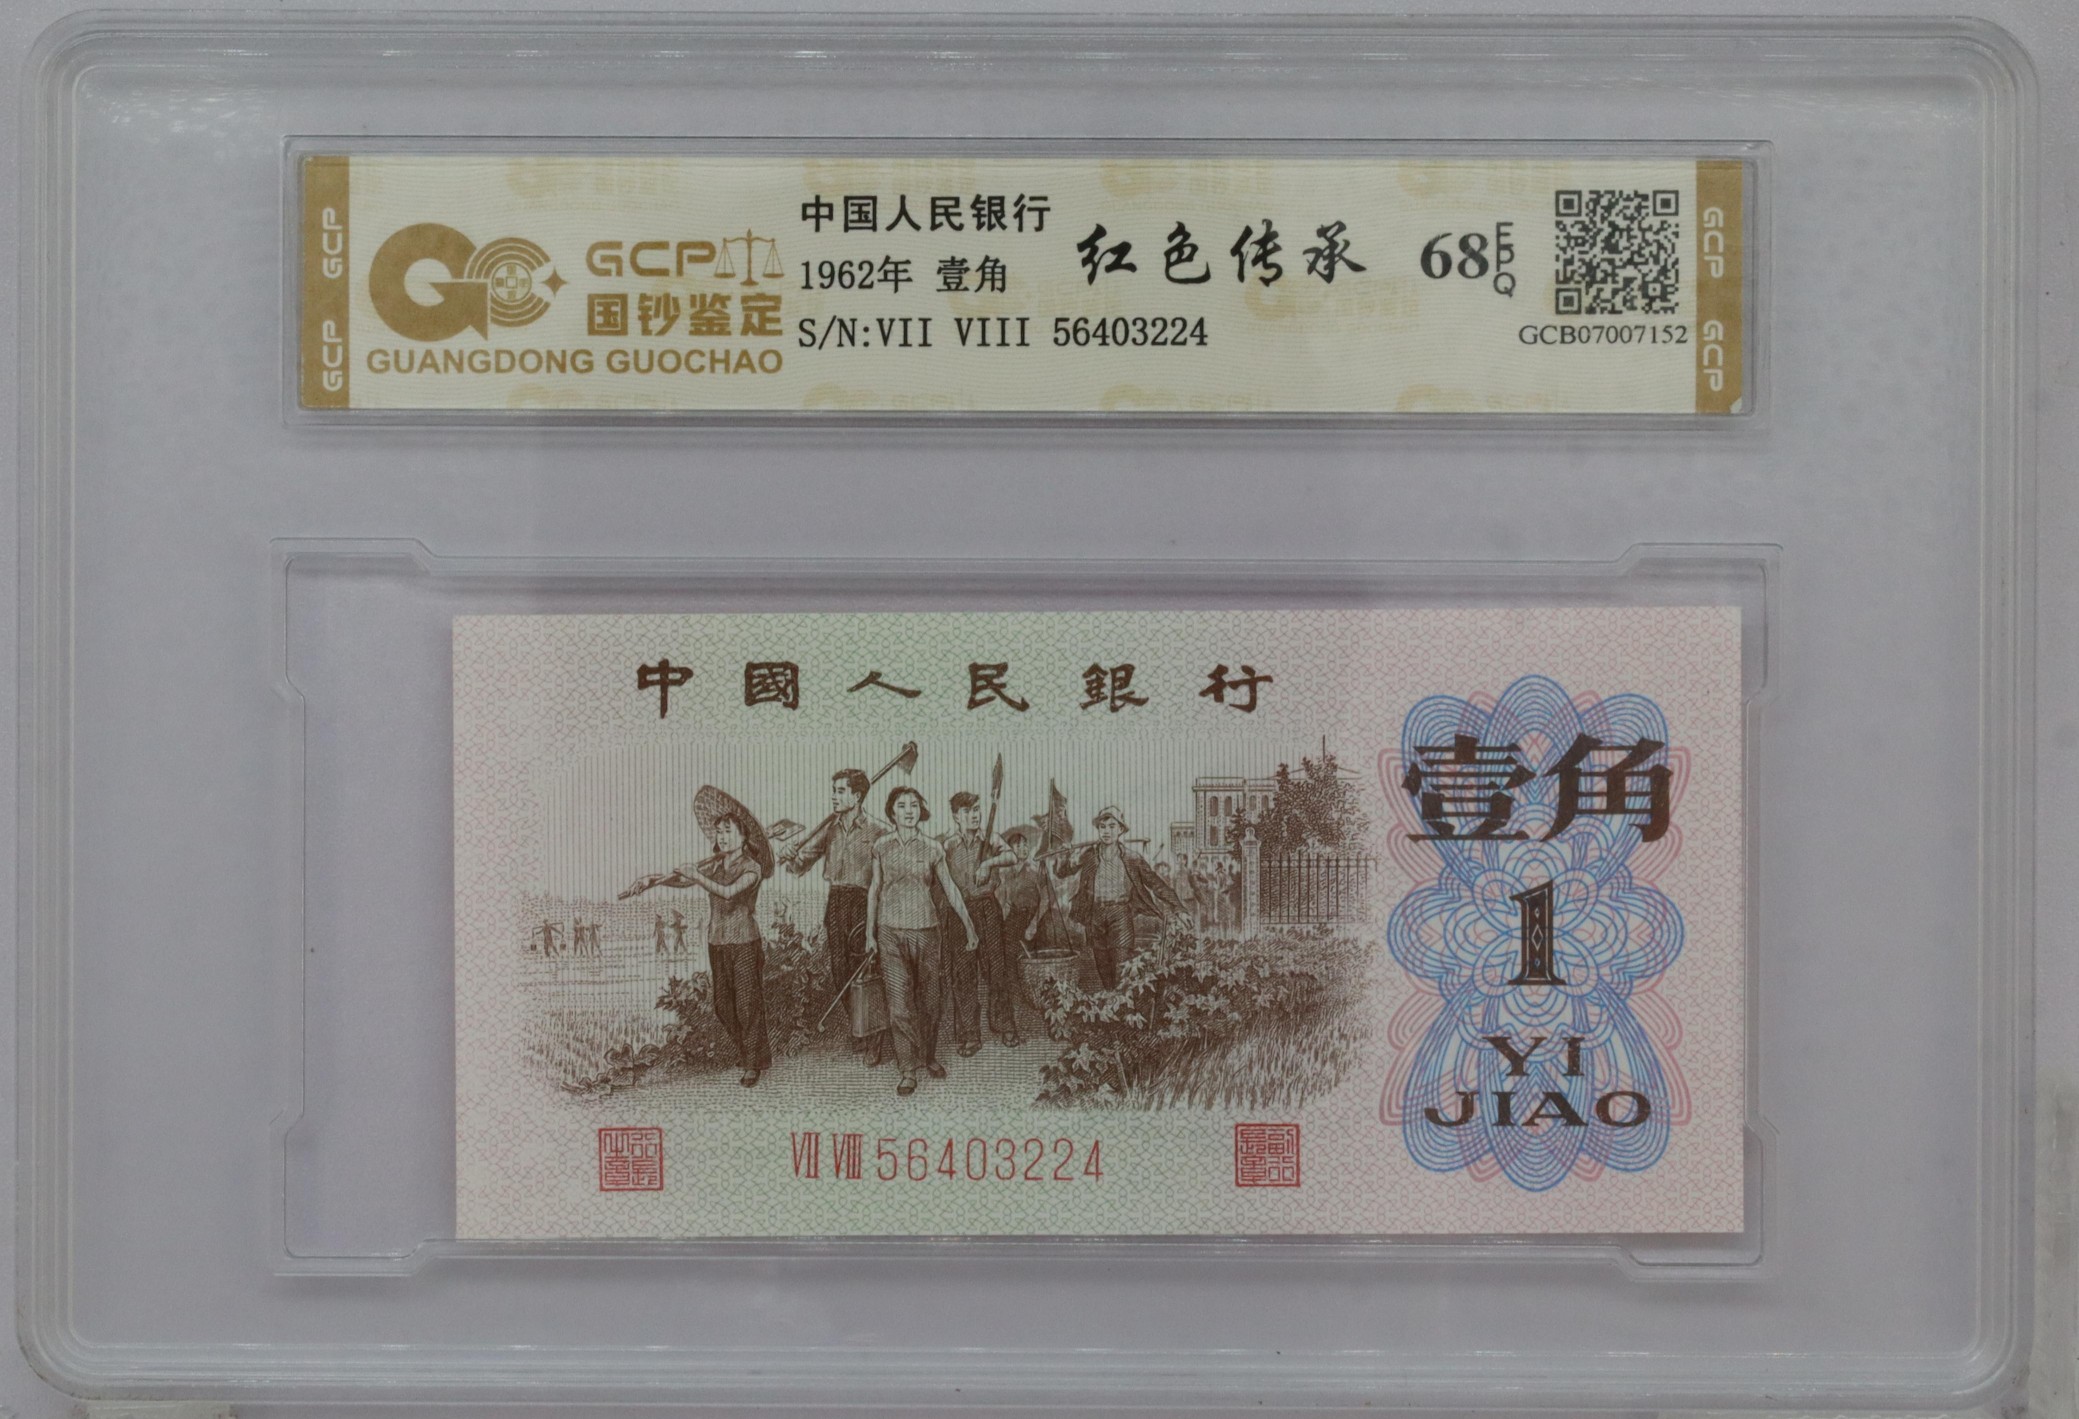 GCP
GCP
GCP
国钞鉴定
GUANGDONG GUOCHAO
中国人民银行
1962年 壹角
S/N:VII VIII 56403224
红色传承
68 EPQ
GCB07007152
GCP
GCP
中國人民銀行
壹角
1
YI
JIAO
VII VIII 56403224